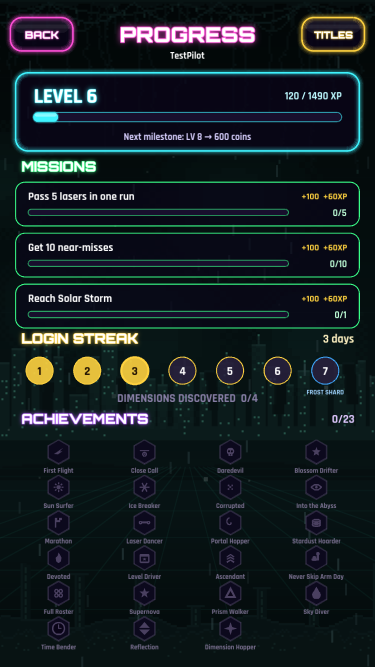 BACK
PROGRESS
TITLES
TestPilot
LEVEL 6
120 / 1490 XP
Next milestone: LV 8 → 600 coins
MISSIONS
Pass 5 lasers in one run
+100 +60XP
0/5
Get 10 near-misses
+100 +60XP
0/10
Reach Solar Storm
+100 +60XP
0/1
LOGIN STREAK
3 days
1 2 3 4 5 6 7
FROST SHARD
DIMENSIONS DISCOVERED 0/4
ACHIEVEMENTS
0/23
First Flight Close Call Daredevil Blossom Drifter
Sun Surfer Ice Breaker Corrupted Into the Abyss
Marathon Laser Dancer Portal Hopper Stardust Hoarder
Devoted Level Driver Ascendant Never Skip Arm Day
Full Roster Supernova Prism Walker Sky Diver
Time Bender Reflection Dimension Hopper